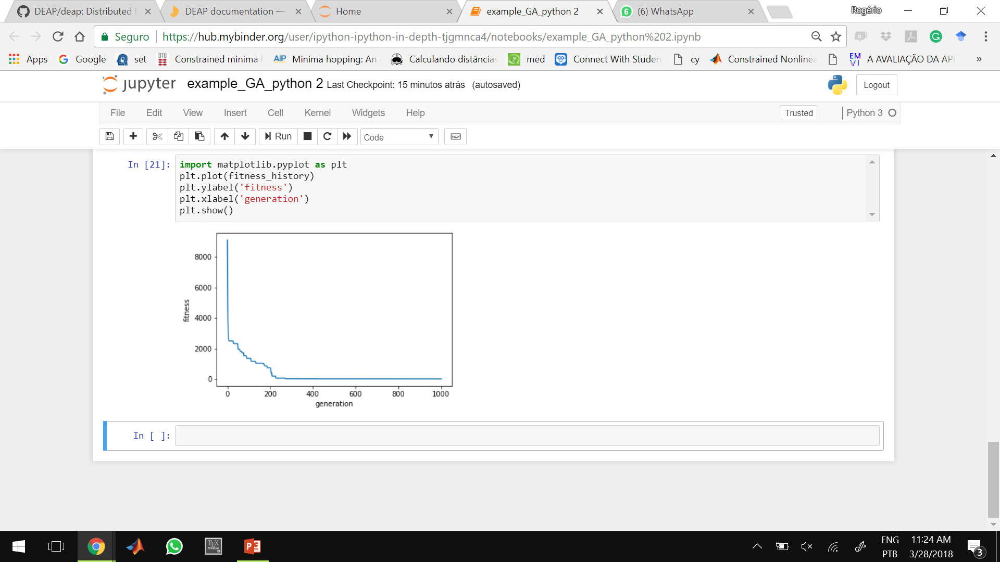 DEAP/deap: Distributed E
DEAP documentation —
Home
example_GA_python 2
(6) WhatsApp
Rogério
Seguro
https://hub.mybinder.org/user/ipython-ipython-in-depth-tjgmnca4/notebooks/example_GA_python%202.ipynb
Apps
Google
set
DTU
Constrained minima
AIP
Minima hopping: An
Calculando distâncias
med
Connect With Studen
cy
Constrained Nonlinea
A AVALIAÇÃO DA APR
»
jupyter
example_GA_python 2
Last Checkpoint: 15 minutos atrás
(autosaved)
Logout
File
Edit
View
Insert
Cell
Kernel
Widgets
Help
Trusted
Python 3
Run
Code
In [21]:
import matplotlib.pyplot as plt
plt.plot(fitness_history)
plt.ylabel('fitness')
plt.xlabel('generation')
plt.show()
8000
6000
4000
2000
0
fitness
0
200
400
600
800
1000
generation
In [ ]:
TEX
MAKER
ENG
PTB
11:24 AM
3/28/2018
3